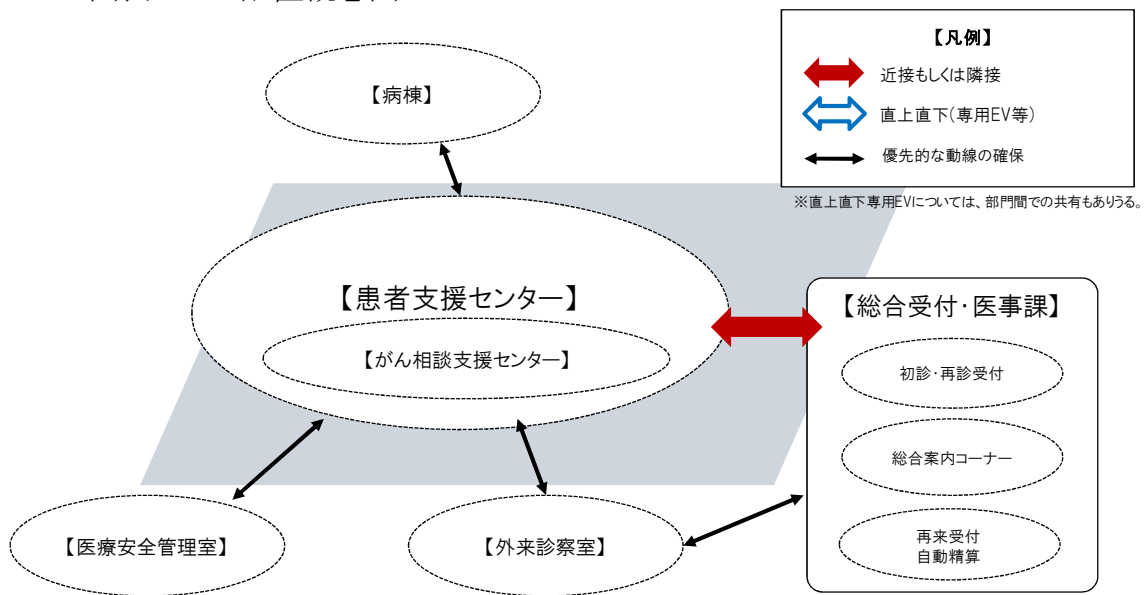 【凡例】
近接もしくは隣接
直上直下(専用EV等)
優先的な動線の確保
※直上直下専用EVについては、部門間での共有もありうる。
【病棟】
【患者支援センター】
【がん相談支援センター】
【総合受付・医事課】
初診・再診受付
総合案内コーナー
再来受付
自動精算
【医療安全管理室】
【外来診察室】